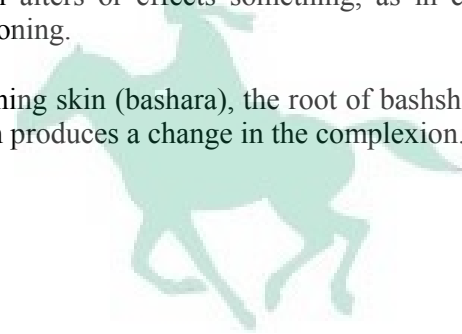 alters or effects something, as in
oning.
ning skin (bashara), the root of bashsh
n produces a change in the complexion.